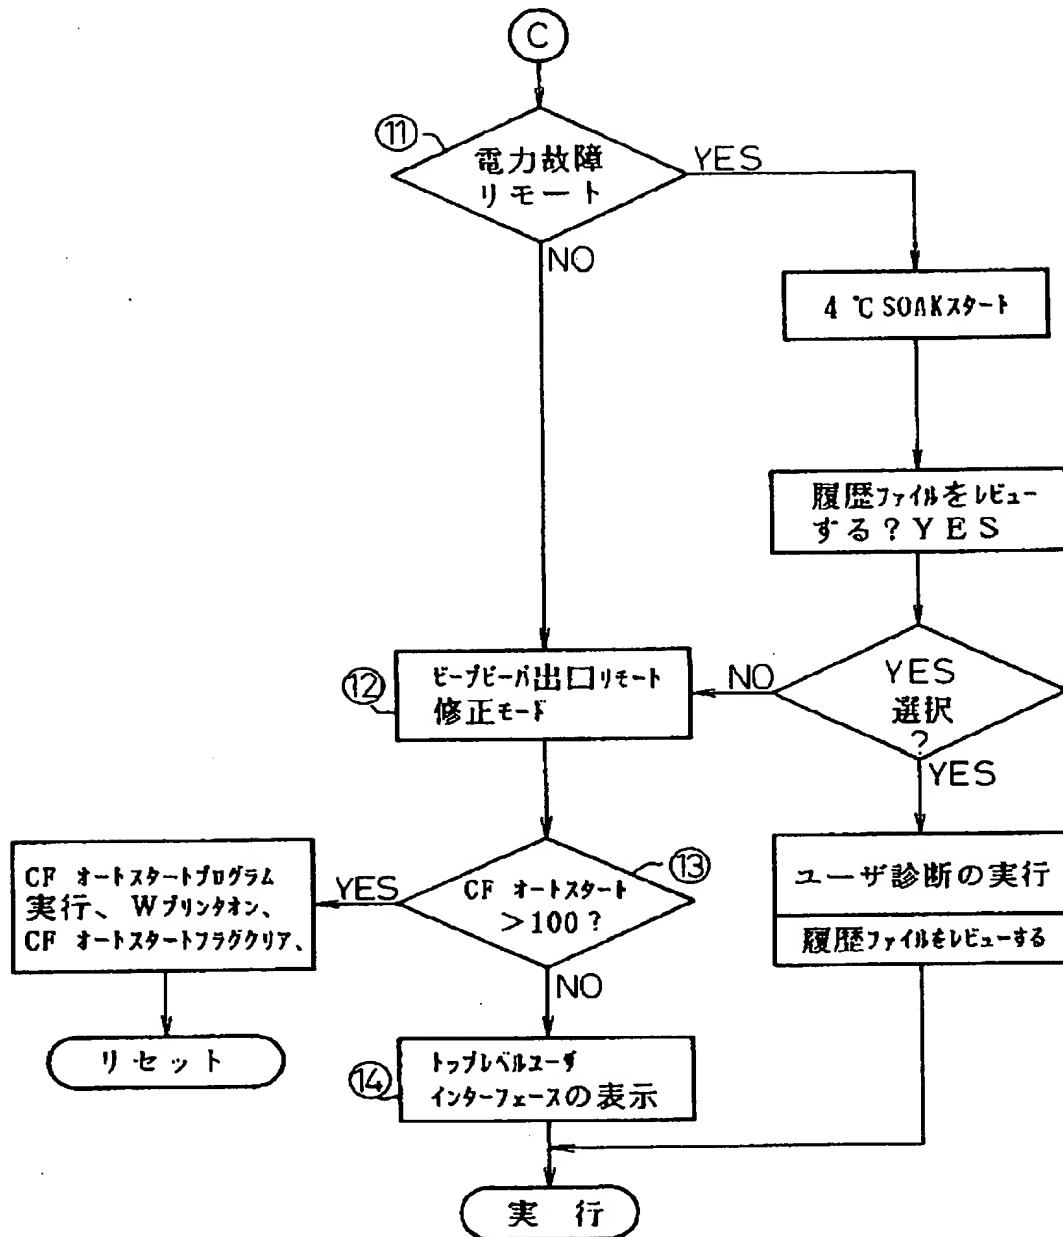 C
⑪
電力故障
リモート
YES
NO
4 ℃ SOAKスタート
履歴ファイルをレビュー
する？YES
⑫
ビープビーパ出口リモート
修正モード
NO
YES
選択
?
YES
⑬
CF オートスタート
>100?
YES
NO
CF オートスタートプログラム
実行、Wプリンタオン、
CF オートスタートフラグクリア、
リセット
ユーザ診断の実行
履歴ファイルをレビューする
⑭
トップレベルユーザ
インターフェースの表示
実 行